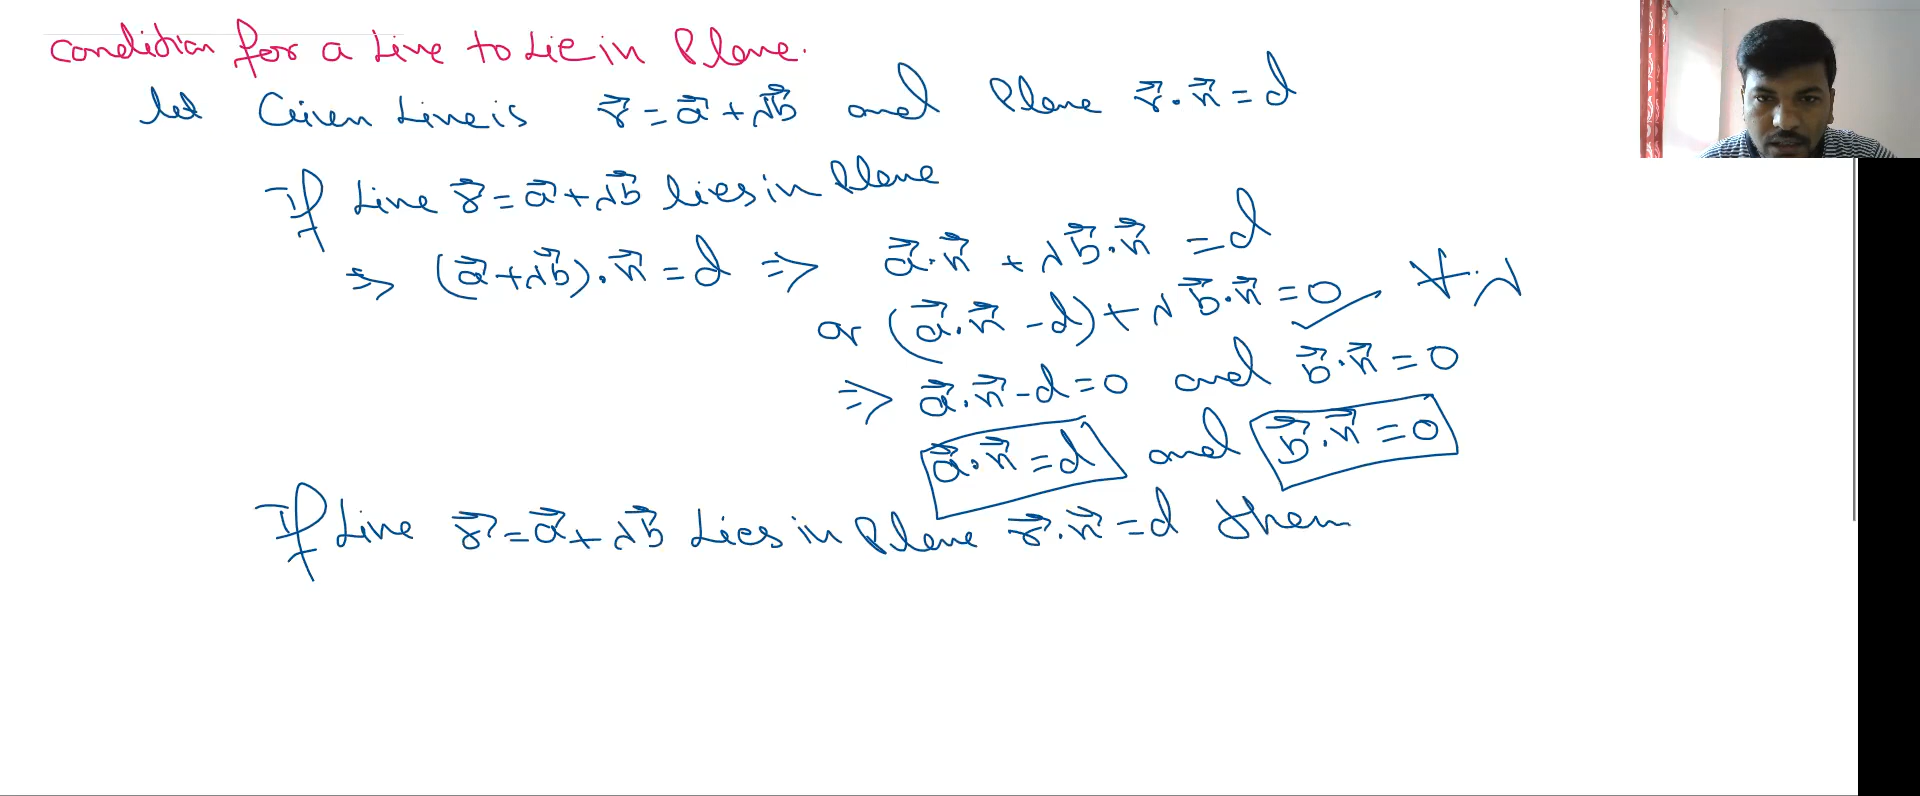 Condition for a Line to Lie in Plane.
let Given Line is r⃗ = a⃗ + λb⃗ and Plane r⃗.n⃗ = d
If Line r⃗ = a⃗ + λb⃗ lies in Plane
⇒ (a⃗ + λb⃗).n⃗ = d ⇒ a⃗.n⃗ + λb⃗.n⃗ = d
or (a⃗.n⃗ - d) + λ b⃗.n⃗ = 0 ✓ ∀ λ
⇒ a⃗.n⃗ - d = 0 and b⃗.n⃗ = 0
a⃗.n⃗ = d and b⃗.n⃗ = 0
If Line r⃗ = a⃗ + λb⃗ Lies in Plane r⃗.n⃗ = d then